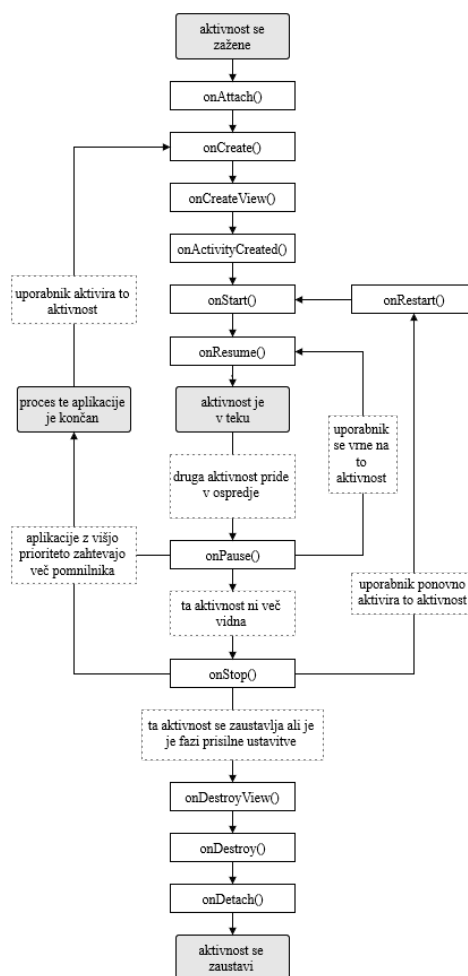 aktivnost se
zažene
onAttach()
onCreate()
onCreateView()
onActivityCreated()
uporabnik aktivira to
aktivnost
onStart()
onRestart()
onResume()
proces te aplikacije
je končan
aktivnost je
v teku
uporabnik
se vrne na
to
aktivnost
druga aktivnost pride
v ospredje
aplikacije z višjo
prioriteto zahtevajo
več pomnilnika
onPause()
uporabnik ponovno
aktivira to aktivnost
ta aktivnost ni več
vidna
onStop()
ta aktivnost se zaustavlja ali je
je fazi prisilne ustavitve
onDestroyView()
onDestroy()
onDetach()
aktivnost se
zaustavi